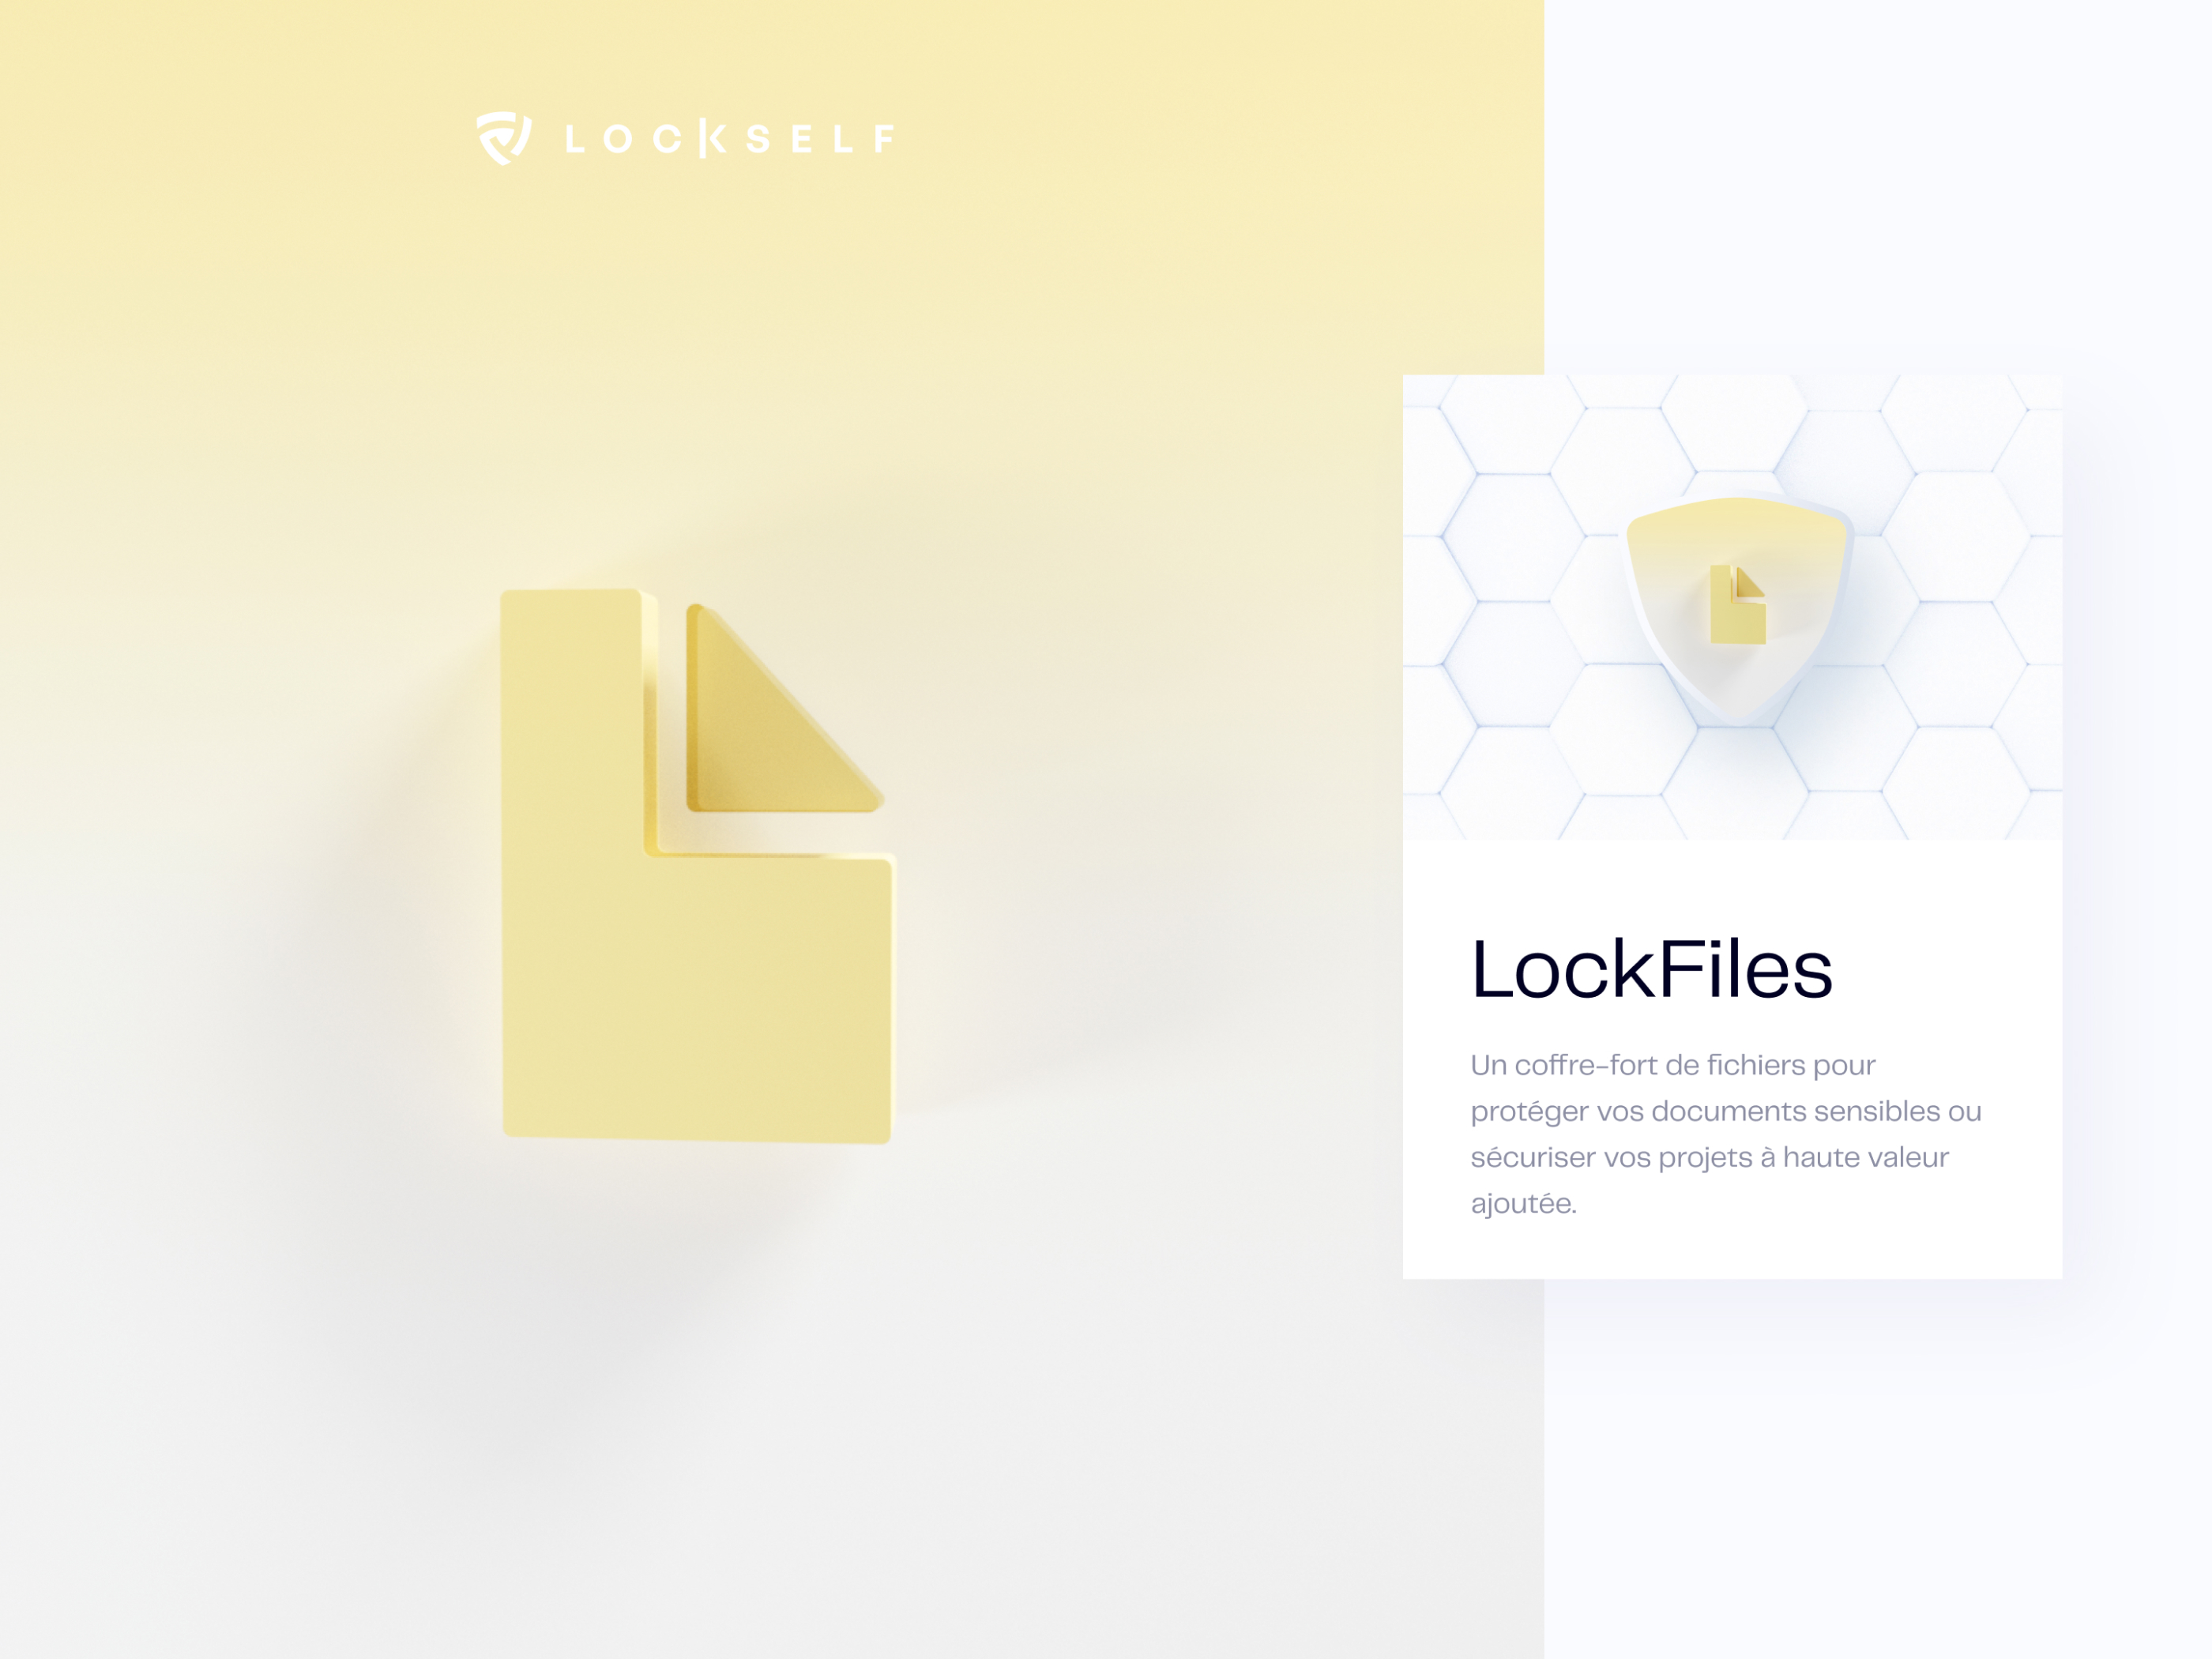 LOCKSELF
LockFiles
Un coffre-fort de fichiers pour
protéger vos documents sensibles ou
sécuriser vos projets à haute valeur
ajoutée.